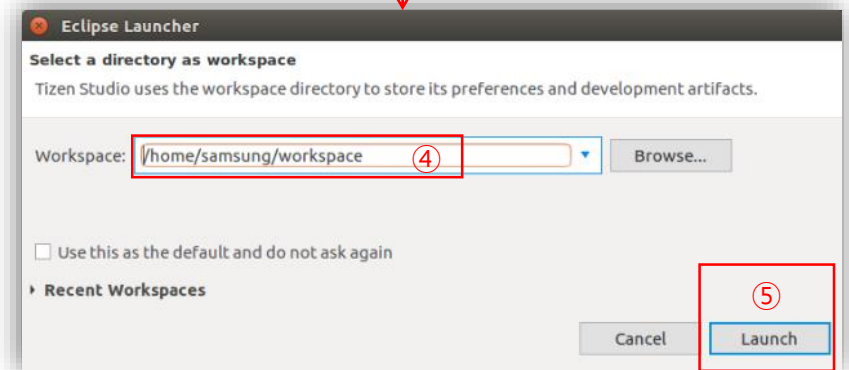 Eclipse Launcher
Select a directory as workspace
Tizen Studio uses the workspace directory to store its preferences and development artifacts.
Workspace: /home/samsung/workspace ④ Browse...
Use this as the default and do not ask again
Recent Workspaces
⑤
Cancel Launch